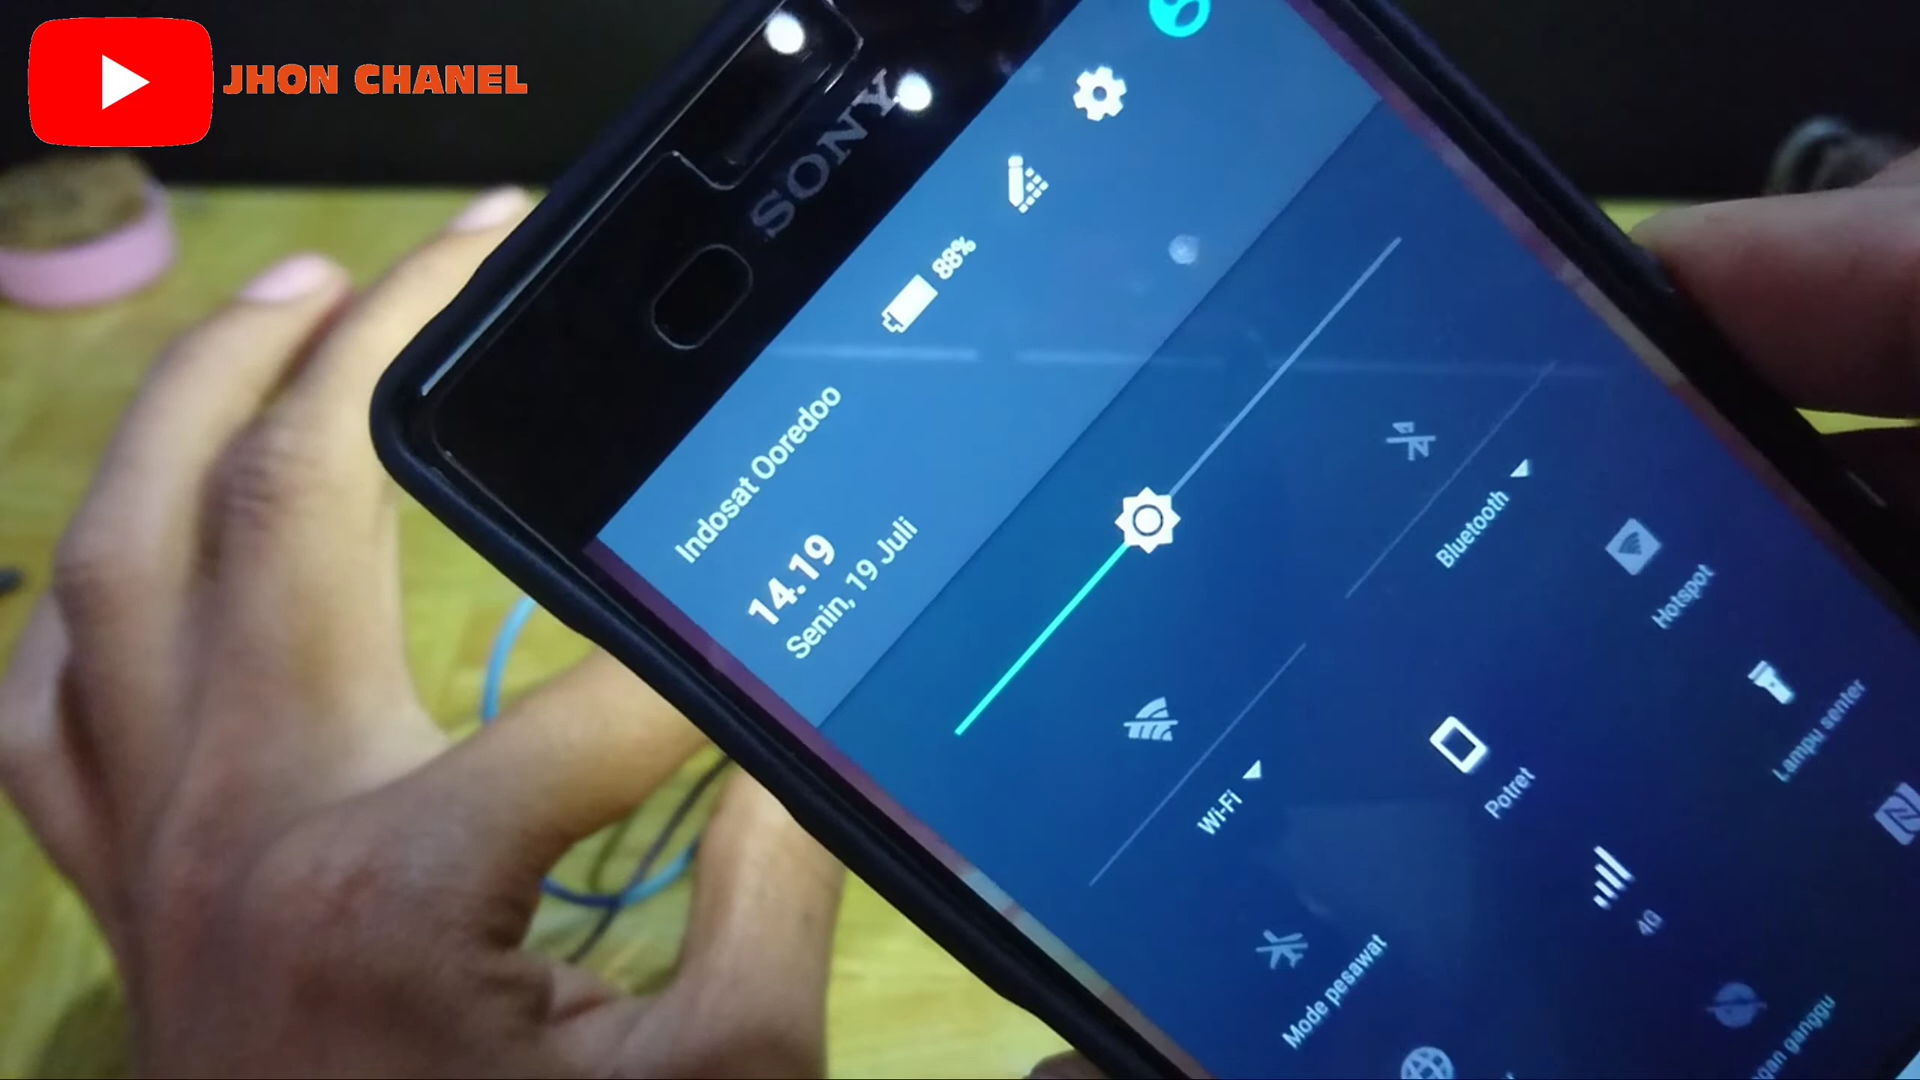 JHON CHANEL
SONY
88%
Indosat Ooredoo
14.19
Senin, 19 Juli
Bluetooth
Wi-Fi
Hotspot
Potret
Lampu senter
Mode pesawat
4G
ganggu